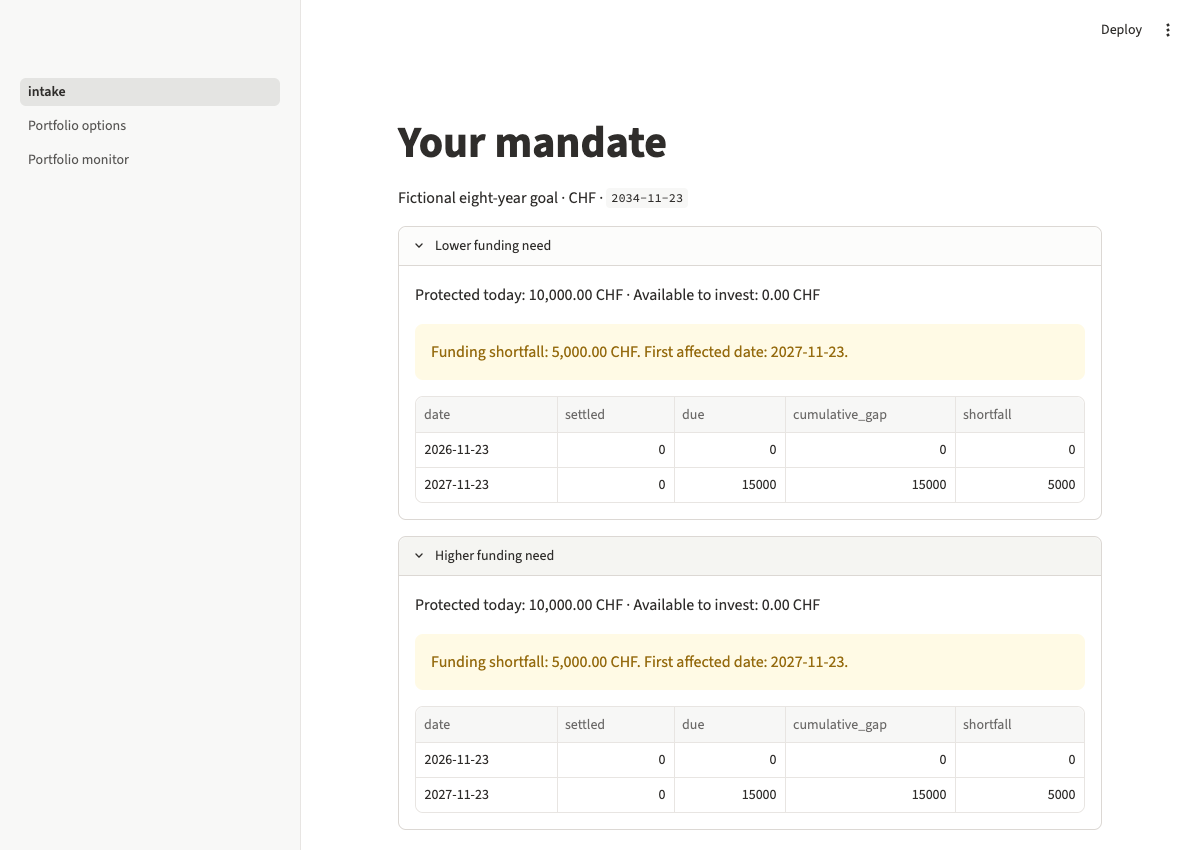 Deploy
intake
Portfolio options
Portfolio monitor
Your mandate
Fictional eight-year goal · CHF · 2034-11-23
Lower funding need
Protected today: 10,000.00 CHF · Available to invest: 0.00 CHF
Funding shortfall: 5,000.00 CHF. First affected date: 2027-11-23.
date settled due cumulative_gap shortfall
2026-11-23 0 0 0 0
2027-11-23 0 15000 15000 5000
Higher funding need
Protected today: 10,000.00 CHF · Available to invest: 0.00 CHF
Funding shortfall: 5,000.00 CHF. First affected date: 2027-11-23.
date settled due cumulative_gap shortfall
2026-11-23 0 0 0 0
2027-11-23 0 15000 15000 5000